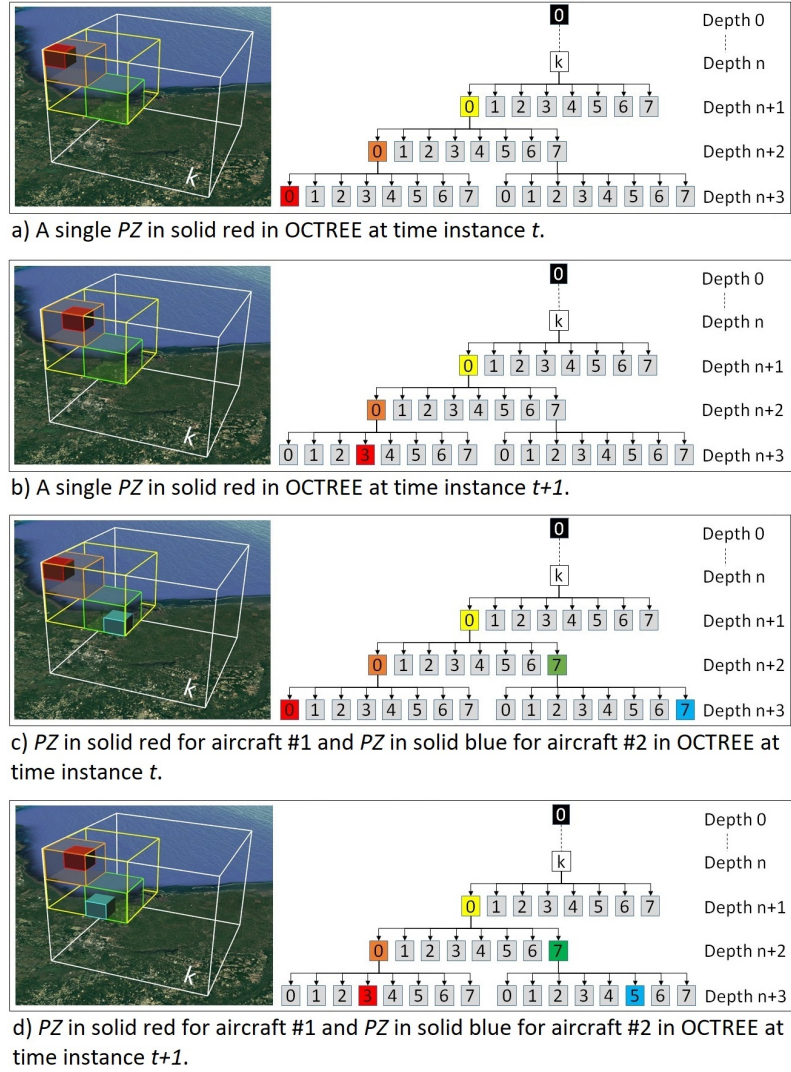 0 Depth 0
k k Depth n
0 1 2 3 4 5 6 7 Depth n+1
0 1 2 3 4 5 6 7 Depth n+2
0 1 2 3 4 5 6 7 0 1 2 3 4 5 6 7 Depth n+3
a) A single PZ in solid red in OCTREE at time instance t.
0 Depth 0
k k Depth n
0 1 2 3 4 5 6 7 Depth n+1
0 1 2 3 4 5 6 7 Depth n+2
0 1 2 3 4 5 6 7 0 1 2 3 4 5 6 7 Depth n+3
b) A single PZ in solid red in OCTREE at time instance t+1.
0 Depth 0
k k Depth n
0 1 2 3 4 5 6 7 Depth n+1
0 1 2 3 4 5 6 7 Depth n+2
0 1 2 3 4 5 6 7 0 1 2 3 4 5 6 7 Depth n+3
c) PZ in solid red for aircraft #1 and PZ in solid blue for aircraft #2 in OCTREE at
time instance t.
0 Depth 0
k k Depth n
0 1 2 3 4 5 6 7 Depth n+1
0 1 2 3 4 5 6 7 Depth n+2
0 1 2 3 4 5 6 7 0 1 2 3 4 5 6 7 Depth n+3
d) PZ in solid red for aircraft #1 and PZ in solid blue for aircraft #2 in OCTREE at
time instance t+1.